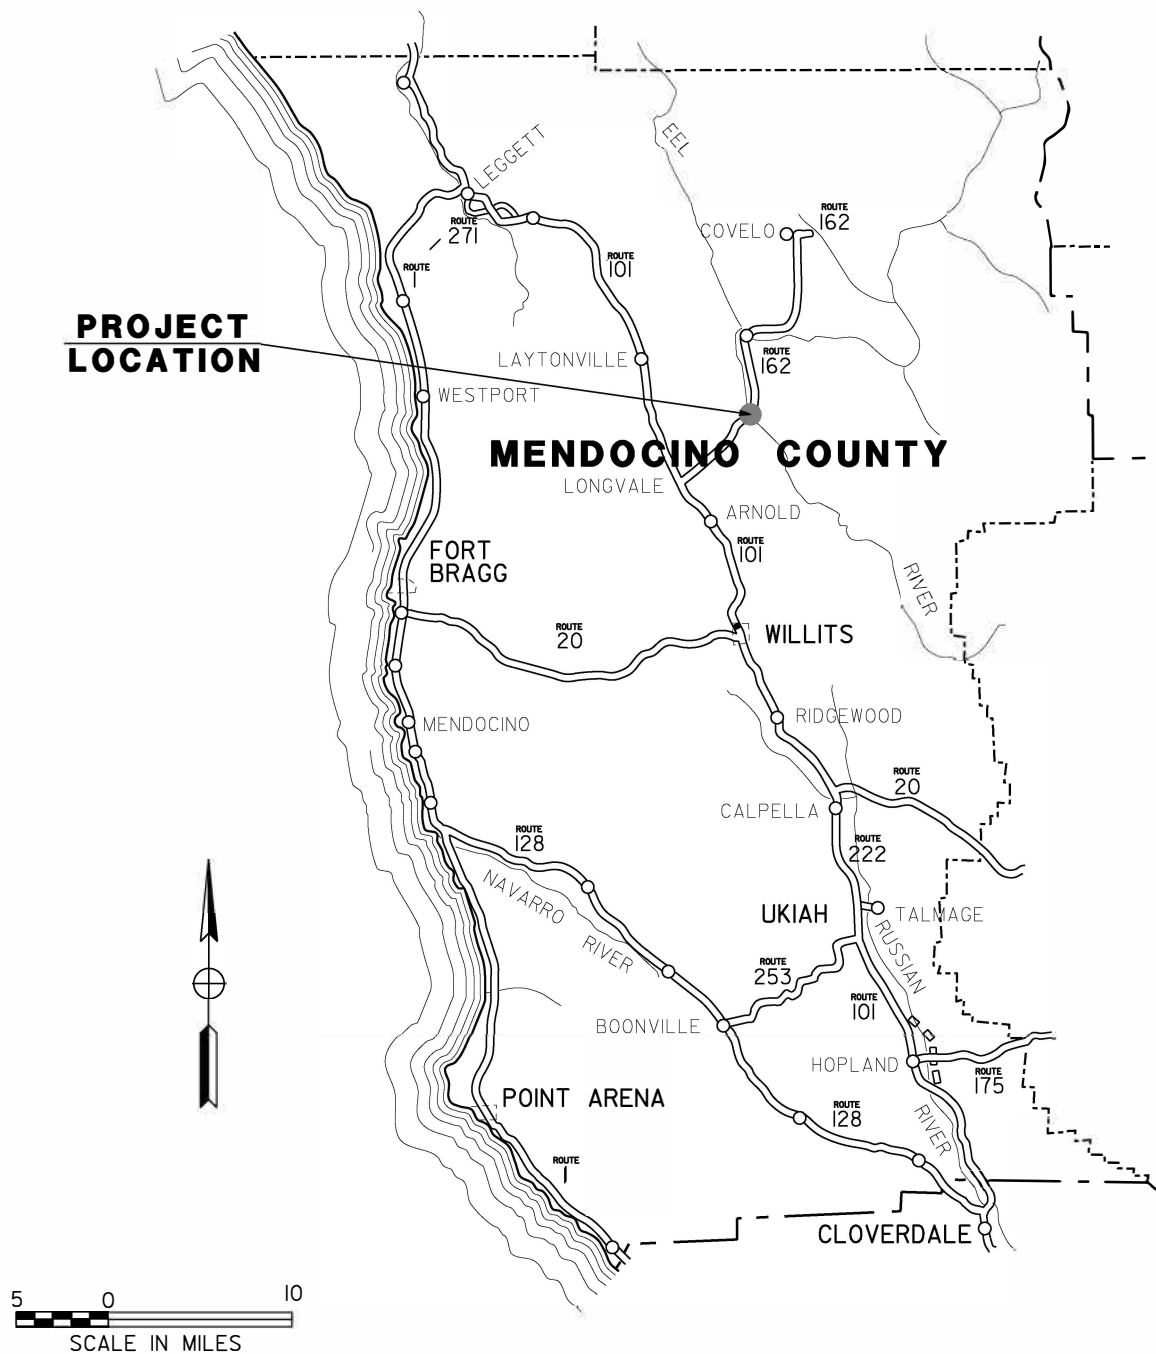 LEGGETT
EEL
ROUTE
271
ROUTE
1
ROUTE
101
COVELO
ROUTE
162
PROJECT
LOCATION
LAYTONVILLE
ROUTE
162
WESTPORT
MENDOCINO COUNTY
LONGVALE
ARNOLD
ROUTE
101
FORT
BRAGG
RIVER
ROUTE
20
WILLITS
MENDOCINO
RIDGEWOOD
ROUTE
20
CALPELLA
ROUTE
128
ROUTE
222
NAVARRO
RIVER
UKIAH
TALMAGE
RUSSIAN
RIVER
ROUTE
253
ROUTE
101
BOONVILLE
HOPLAND
ROUTE
175
POINT ARENA
ROUTE
128
ROUTE
1
CLOVERDALE
5 0 10
SCALE IN MILES